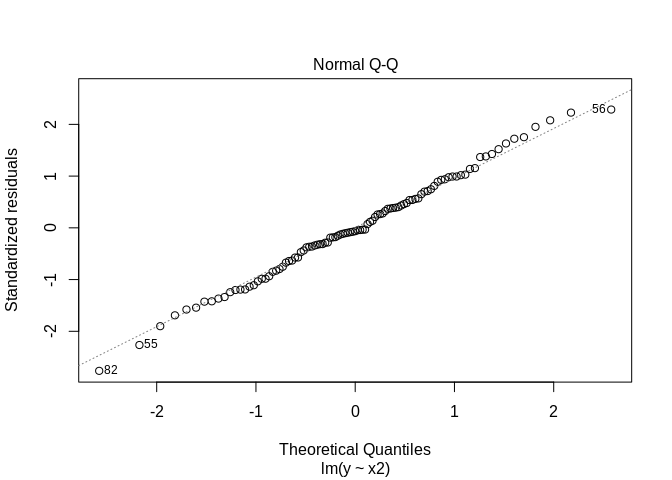 Normal Q-Q
Standardized residuals
2
1
0
-1
-2
56
55
82
-2 -1 0 1 2
Theoretical Quantiles
lm(y ~ x2)